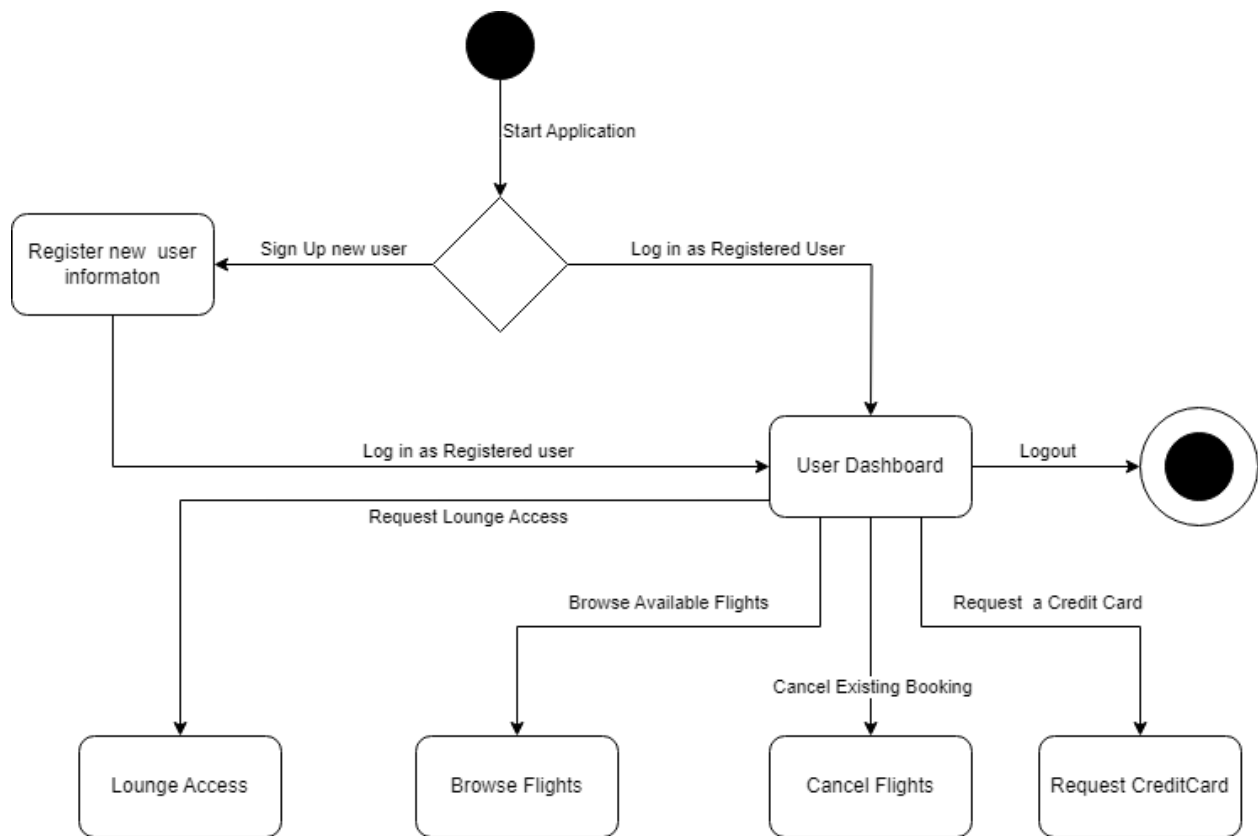 Start Application
Register new  user
informaton
Sign Up new user
Log in as Registered User
Log in as Registered user
User Dashboard
Logout
Request Lounge Access
Browse Available Flights
Request  a Credit Card
Cancel Existing Booking
Lounge Access
Browse Flights
Cancel Flights
Request CreditCard